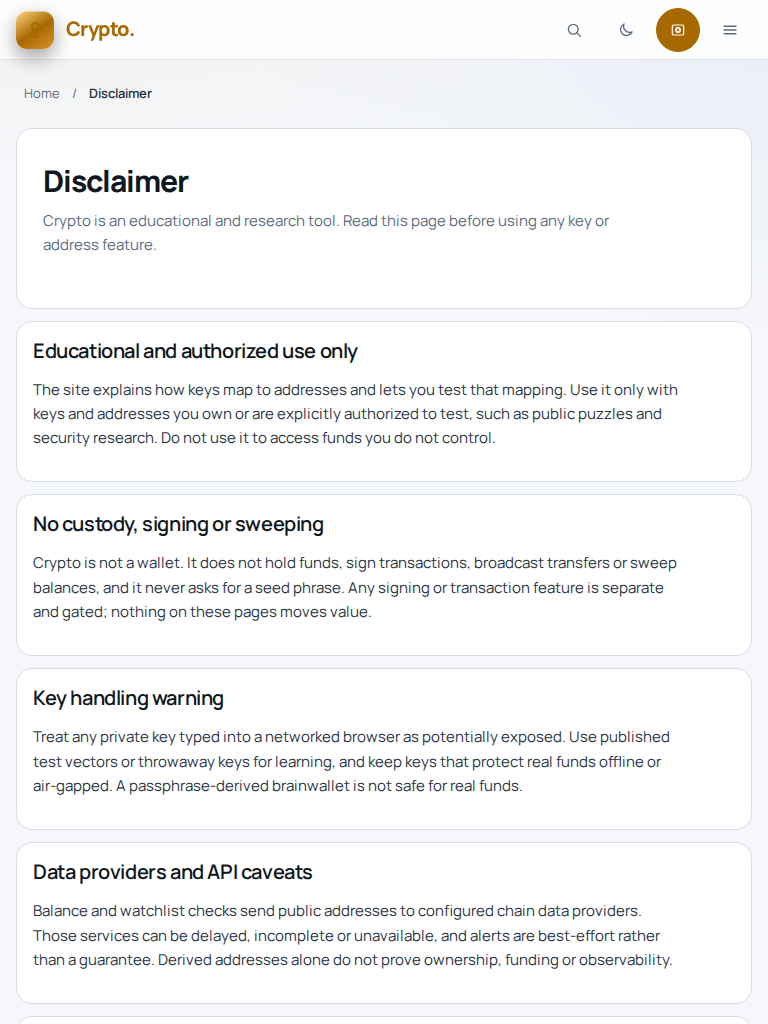 Crypto.
Home / Disclaimer
Disclaimer
Crypto is an educational and research tool. Read this page before using any key or
address feature.
Educational and authorized use only
The site explains how keys map to addresses and lets you test that mapping. Use it only with
keys and addresses you own or are explicitly authorized to test, such as public puzzles and
security research. Do not use it to access funds you do not control.
No custody, signing or sweeping
Crypto is not a wallet. It does not hold funds, sign transactions, broadcast transfers or sweep
balances, and it never asks for a seed phrase. Any signing or transaction feature is separate
and gated; nothing on these pages moves value.
Key handling warning
Treat any private key typed into a networked browser as potentially exposed. Use published
test vectors or throwaway keys for learning, and keep keys that protect real funds offline or
air-gapped. A passphrase-derived brainwallet is not safe for real funds.
Data providers and API caveats
Balance and watchlist checks send public addresses to configured chain data providers.
Those services can be delayed, incomplete or unavailable, and alerts are best-effort rather
than a guarantee. Derived addresses alone do not prove ownership, funding or observability.